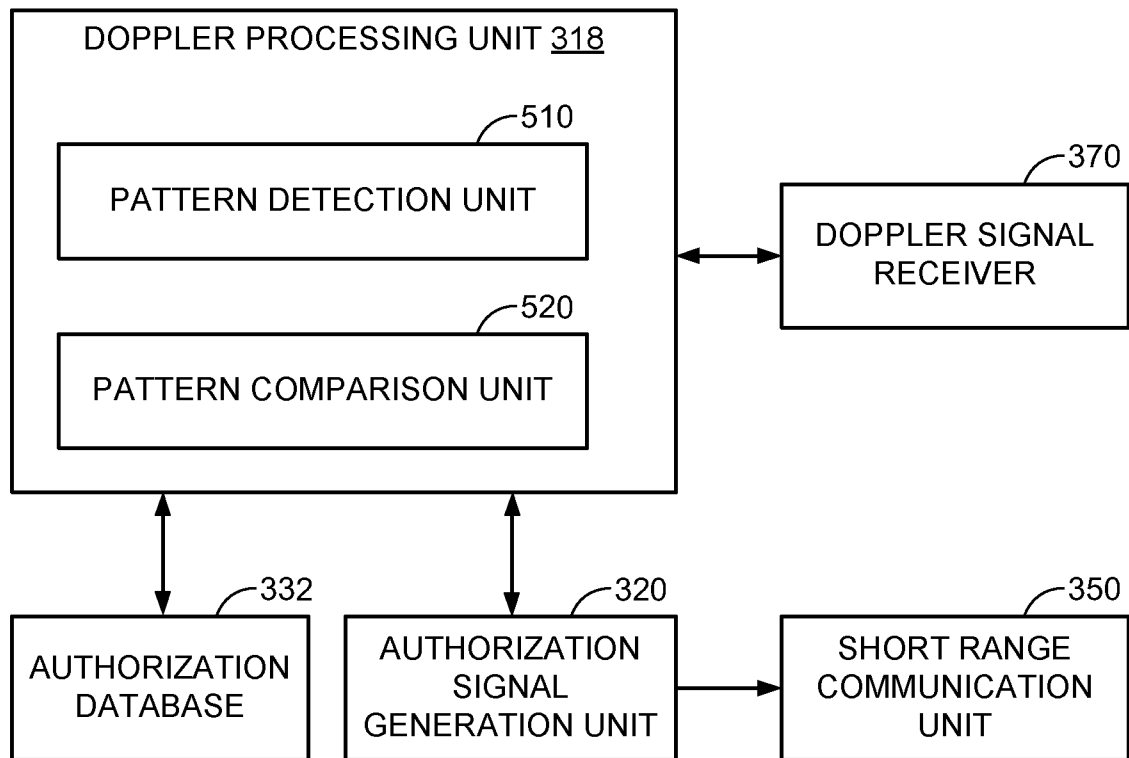 DOPPLER PROCESSING UNIT 318
510
PATTERN DETECTION UNIT
370
DOPPLER SIGNAL
RECEIVER
520
PATTERN COMPARISON UNIT
332
AUTHORIZATION
DATABASE
320
AUTHORIZATION
SIGNAL
GENERATION UNIT
350
SHORT RANGE
COMMUNICATION
UNIT